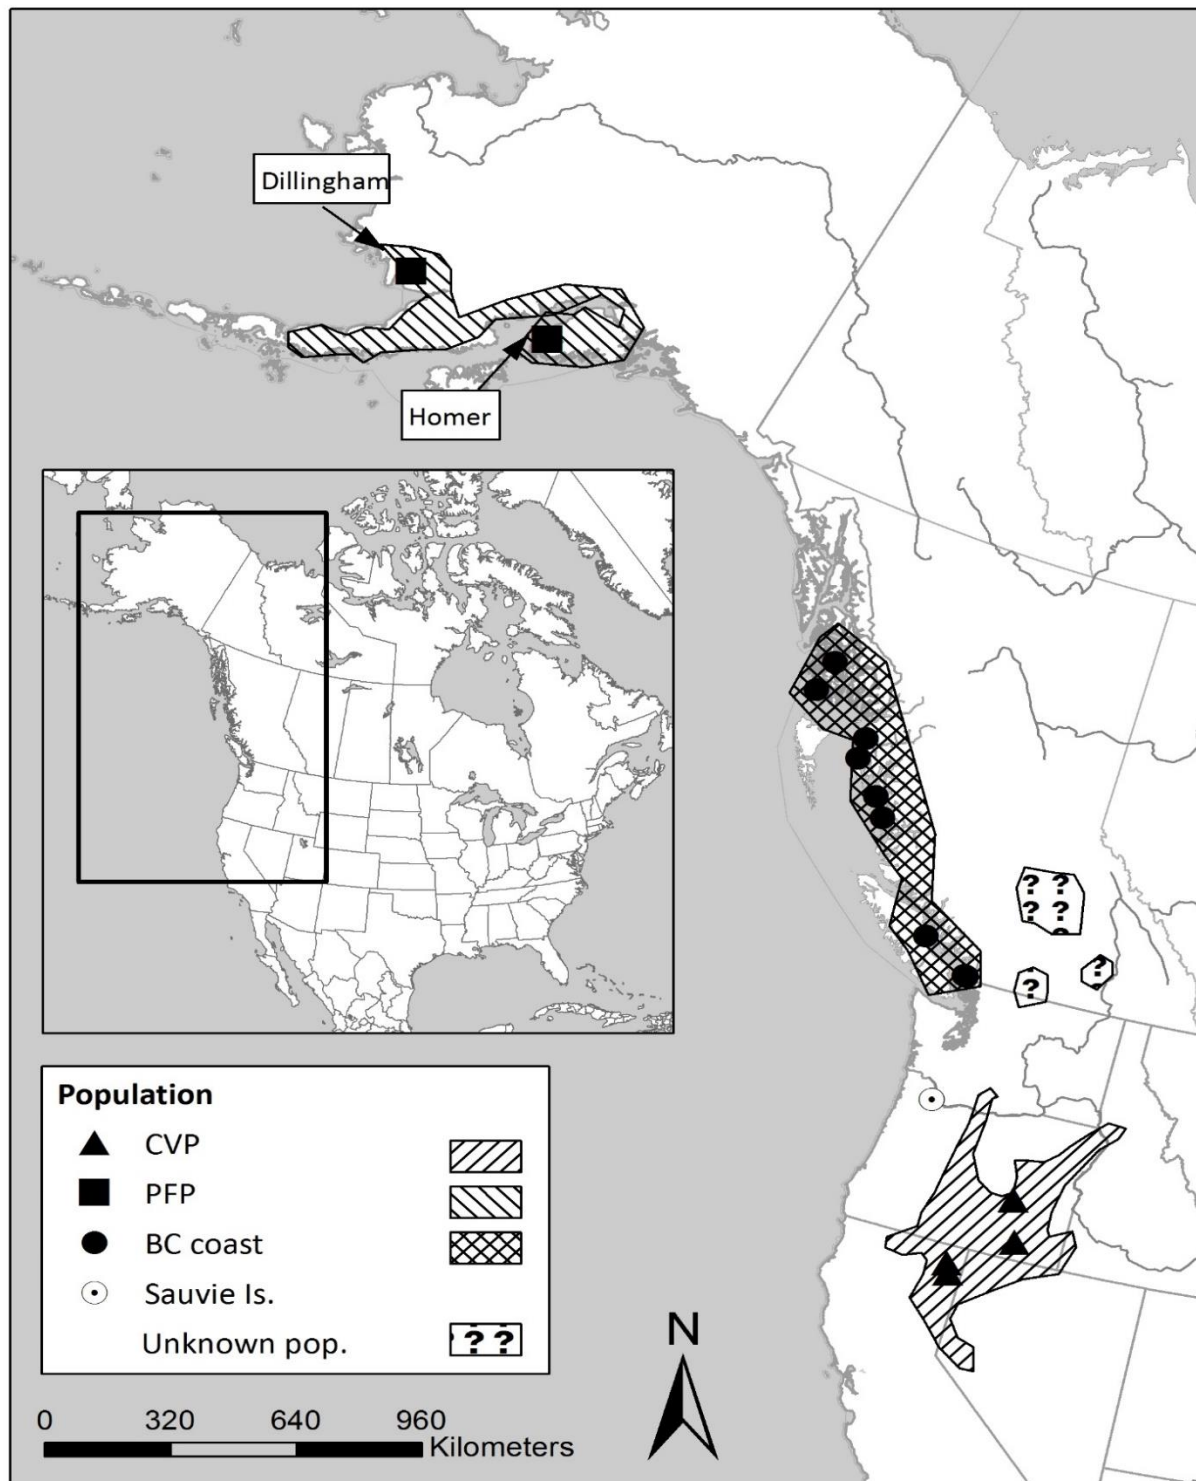 Dillingham
Homer
? ?
? ?
?
?
?
Population
CVP
PFP
BC coast
Sauvie Is.
Unknown pop.
? ?
N
0 320 640 960
Kilometers